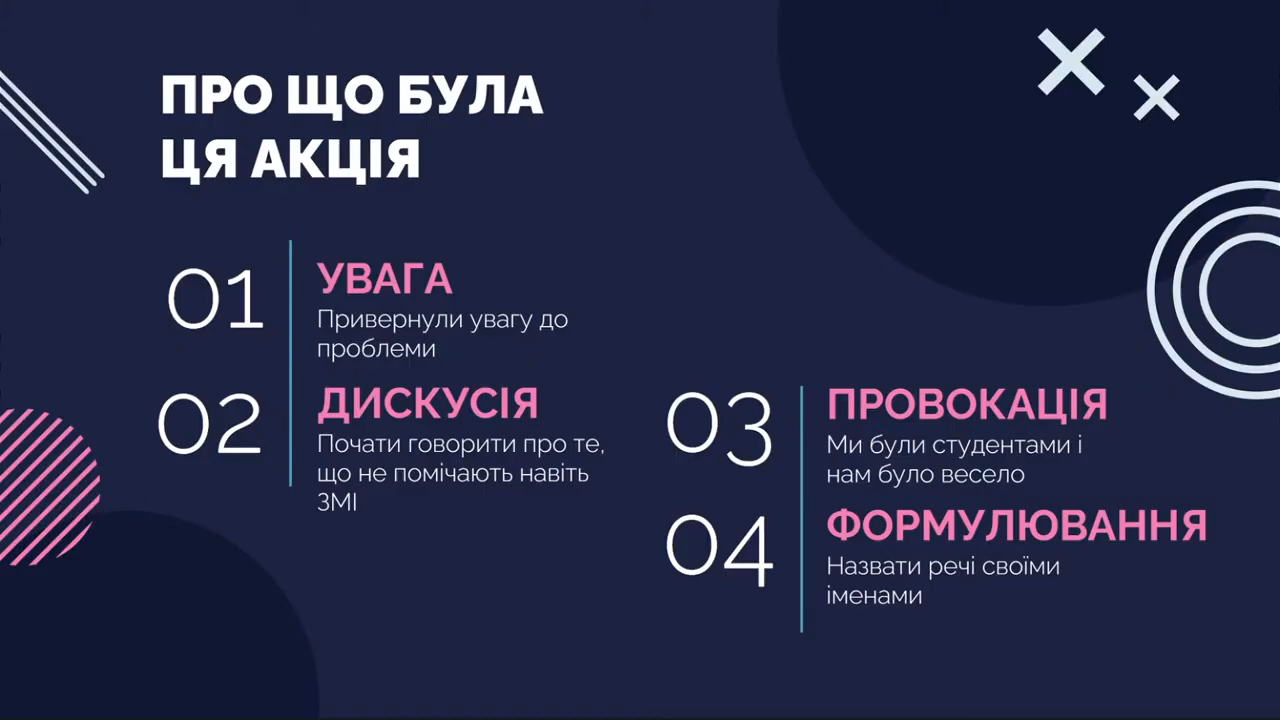 ПРО ЩО БУЛА
ЦЯ АКЦІЯ
01
УВАГА
Привернули увагу до
проблеми
02
ДИСКУСІЯ
Почати говорити про те,
що не помічають навіть
ЗМІ
03
ПРОВОКАЦІЯ
Ми були студентами і
нам було весело
04
ФОРМУЛЮВАННЯ
Назвати речі своїми
іменами